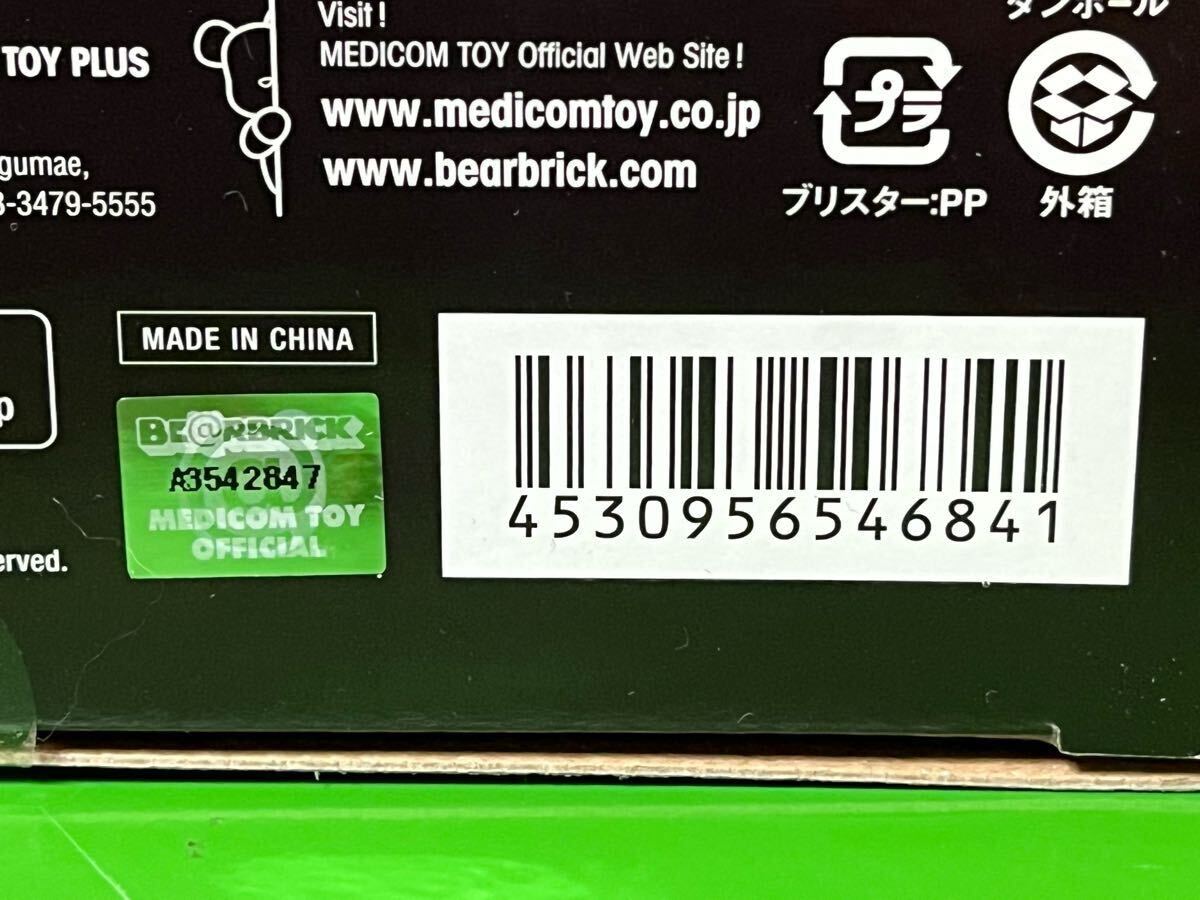 Visit !
MEDICOM TOY Official Web Site !
www.medicomtoy.co.jp
www.bearbrick.com
TOY PLUS
gumae,
3-3479-5555
ダンボール
プラ
ブリスター:PP
外箱
p
MADE IN CHINA
BE@RBRICK
A3542847
MEDICOM TOY
OFFICIAL
erved.
4530956546841